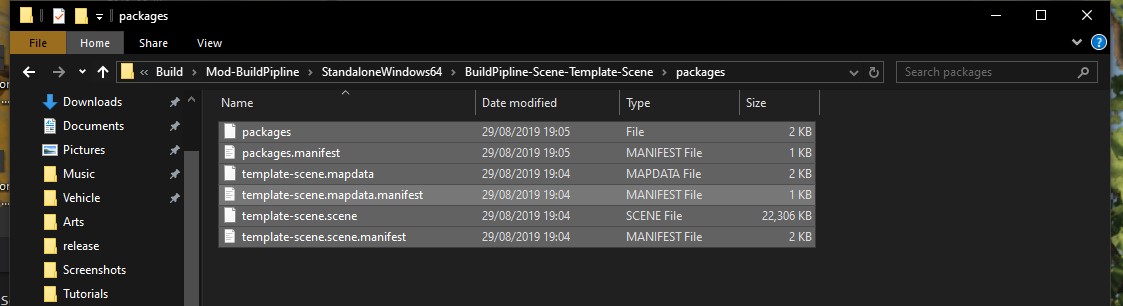 packages
File Home Share View
« Build › Mod-BuildPipline › StandaloneWindows64 › BuildPipline-Scene-Template-Scene › packages Search packages
Name Date modified Type Size
Downloads
Documents
Pictures
Music
Vehicle
Arts
release
Screenshots
Tutorials
packages 29/08/2019 19:05 File 2 KB
packages.manifest 29/08/2019 19:05 MANIFEST File 1 KB
template-scene.mapdata 29/08/2019 19:04 MAPDATA File 2 KB
template-scene.mapdata.manifest 29/08/2019 19:04 MANIFEST File 1 KB
template-scene.scene 29/08/2019 19:04 SCENE File 22,306 KB
template-scene.scene.manifest 29/08/2019 19:04 MANIFEST File 2 KB